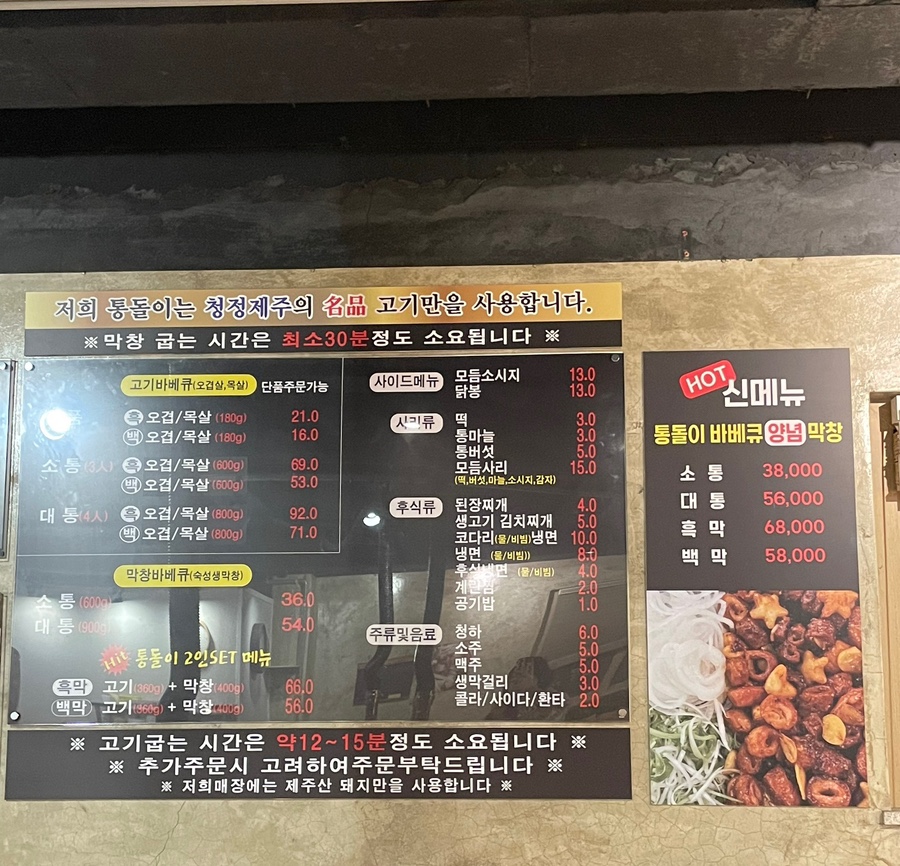 저희 통돌이는 청정제주의 名品 고기만을 사용합니다.
※막창 굽는 시간은 최소30분정도 소요됩니다 ※
고기바베큐(오겹살,목살) 단품주문가능
흑 오겹/목살 (180g) 21.0
백 오겹/목살 (180g) 16.0
소 통 (3人) 흑 오겹/목살 (600g) 69.0
백 오겹/목살 (600g) 53.0
대 통(4人) 흑 오겹/목살 (800g) 92.0
백 오겹/목살 (800g) 71.0
막창바베큐(숙성생막창)
소 통 (600g) 36.0
대 통 (900g) 54.0
Hit 통돌이 2인SET 메뉴
흑막 고기(360g) + 막창(400g) 66.0
백막 고기(360g) + 막창(400g) 56.0
사이드메뉴 모듬소시지 13.0
닭봉 13.0
사리류 떡 3.0
통마늘 3.0
통버섯 5.0
모듬사리 15.0
(떡,버섯,마늘,소시지,감자)
후식류 된장찌개 4.0
생고기 김치찌개 5.0
코다리(물/비빔)냉면 10.0
냉면 (물/비빔)) 8.0
후식냉면 (물/비빔) 4.0
계란찜 2.0
공기밥 1.0
주류및음료 청하 6.0
소주 5.0
맥주 5.0
생막걸리 3.0
콜라/사이다/환타 2.0
※ 고기굽는 시간은 약12~15분정도 소요됩니다 ※
※ 추가주문시 고려하여주문부탁드립니다 ※
※ 저희매장에는 제주산 돼지만을 사용합니다 ※
HOT 신메뉴
통돌이 바베큐 양념 막창
소 통 38,000
대 통 56,000
흑 막 68,000
백 막 58,000